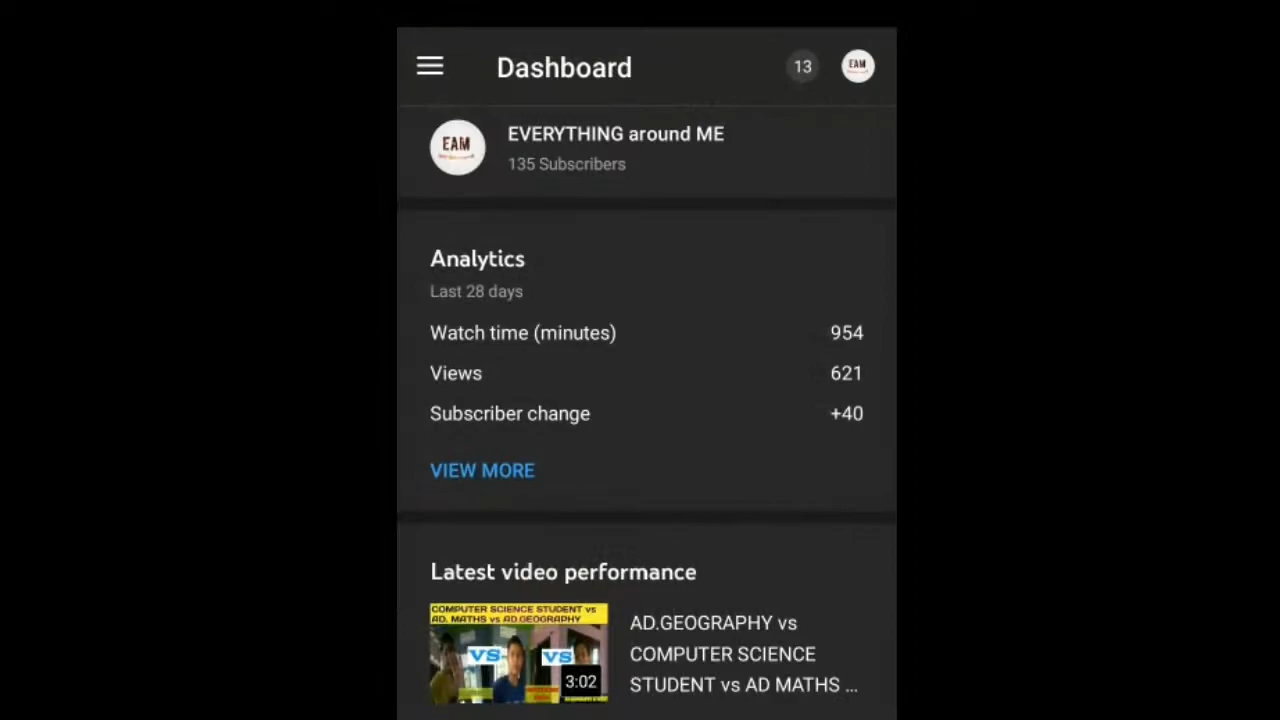 Dashboard
13
EAM
EAM
EVERYTHING around ME
135 Subscribers
Analytics
Last 28 days
Watch time (minutes) 954
Views 621
Subscriber change +40
VIEW MORE
Latest video performance
COMPUTER SCIENCE STUDENT vs
AD. MATHS vs AD.GEOGRAPHY
VS VS
3:02
AD.GEOGRAPHY vs
COMPUTER SCIENCE
STUDENT vs AD MATHS ...